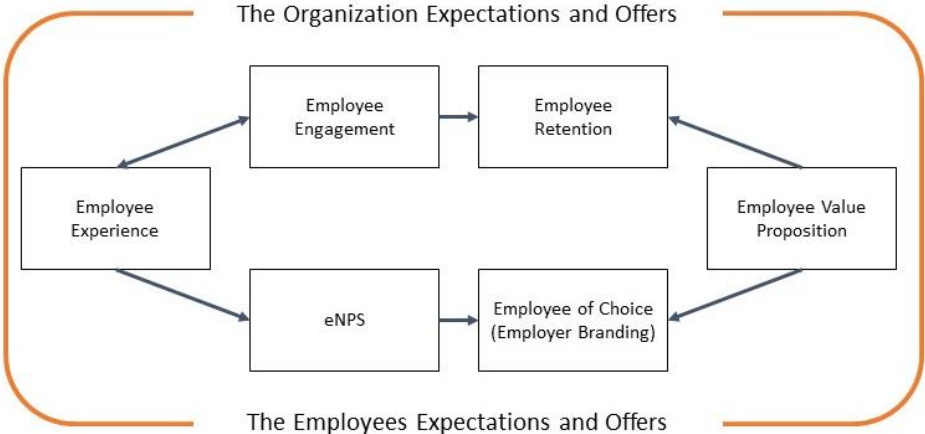 The Organization Expectations and Offers
Employee
Engagement
Employee
Retention
Employee
Experience
Employee Value
Proposition
eNPS
Employee of Choice
(Employer Branding)
The Employees Expectations and Offers